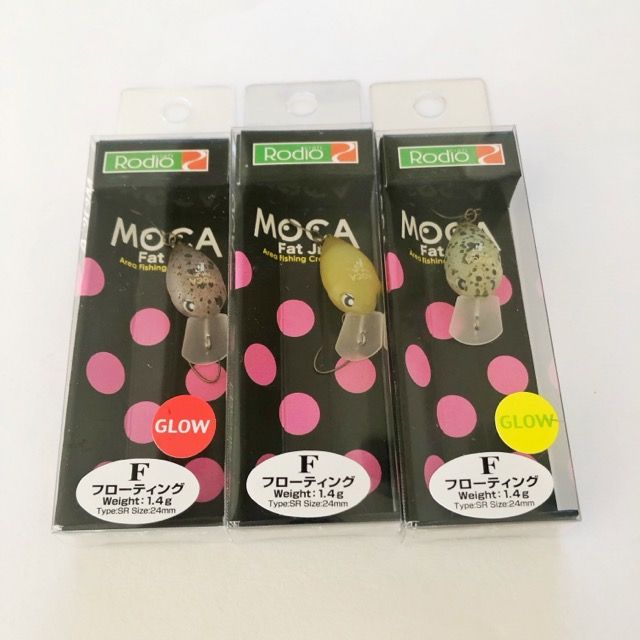 Rodio
MOCA
Fat
Area Fishing
GLOW
F
フローティング
Weight:1.4g
Type:SR Size:24mm
Rodio
MOCA
Fat Jr
Area Fishing Cr
F
フローティング
Weight:1.4g
Type:SR Size:24mm
Rodio
MOCA
Fat
Area Fishing
GLOW
F
フローティング
Weight:1.4g
Type:SR Size:24mm